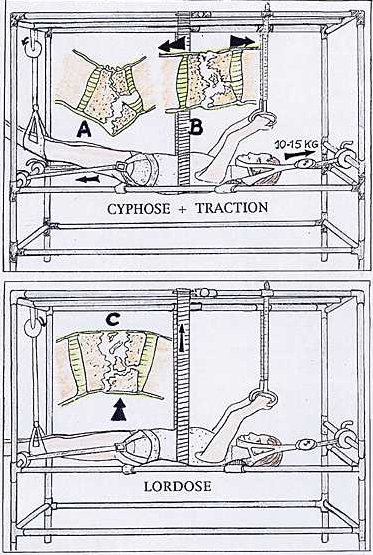 A
B
10-15 KG
CYPHOSE + TRACTION
C
LORDOSE